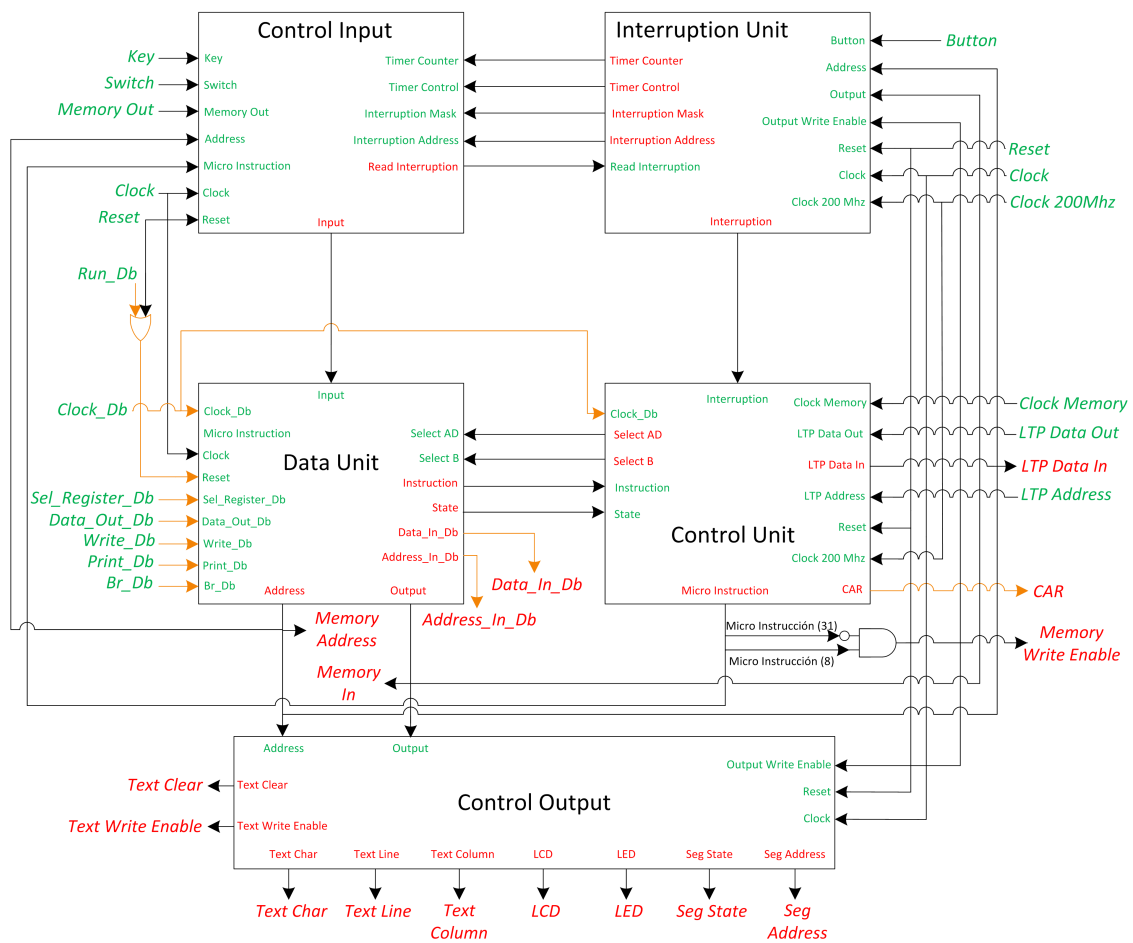 Control Input
Key
Switch
Memory Out
Clock
Reset
Key
Switch
Memory Out
Address
Micro Instruction
Clock
Reset
Timer Counter
Timer Control
Interruption Mask
Interruption Address
Read Interruption
Input
Interruption Unit
Timer Counter
Timer Control
Interruption Mask
Interruption Address
Read Interruption
Button
Address
Output
Output Write Enable
Reset
Clock
Clock 200 Mhz
Interruption
Button
Reset
Clock
Clock 200Mhz
Run_Db
Clock_Db
Sel_Register_Db
Data_Out_Db
Write_Db
Print_Db
Br_Db
Input
Clock_Db
Micro Instruction
Clock
Reset
Sel_Register_Db
Data_Out_Db
Write_Db
Print_Db
Br_Db
Data Unit
Select AD
Select B
Instruction
State
Data_In_Db
Address_In_Db
Address
Output
Data_In_Db
Address_In_Db
Memory
Address
Memory
In
Interruption
Clock_Db
Select AD
Select B
Instruction
State
Control Unit
Clock Memory
LTP Data Out
LTP Data In
LTP Address
Reset
Clock 200 Mhz
CAR
Micro Instruction
Clock Memory
LTP Data Out
LTP Data In
LTP Address
CAR
Micro Instrucción (31)
Micro Instrucción (8)
Memory
Write Enable
Address
Output
Text Clear
Text Write Enable
Text Clear
Text Write Enable
Control Output
Output Write Enable
Reset
Clock
Text Char
Text Line
Text Column
LCD
LED
Seg State
Seg Address
Text Char
Text Line
Text
Column
LCD
LED
Seg State
Seg
Address